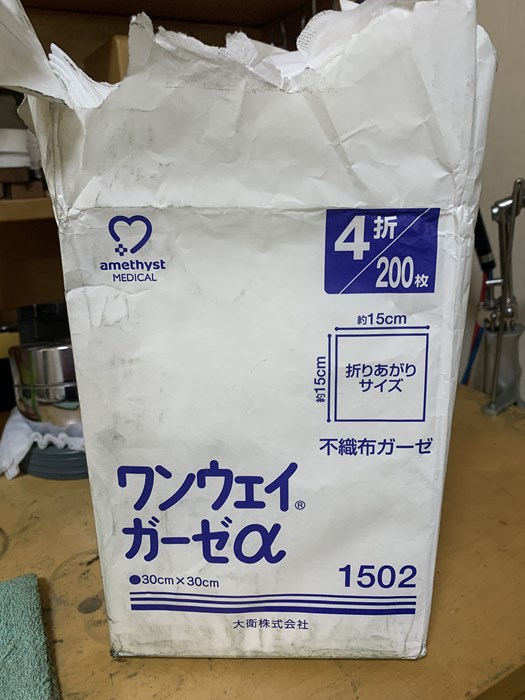 amethyst
MEDICAL
4折
200枚
約15cm
約15cm
折りあがり
サイズ
不織布ガーゼ
ワンウェイ®
ガーゼα
●30cm×30cm
1502
大衛株式会社